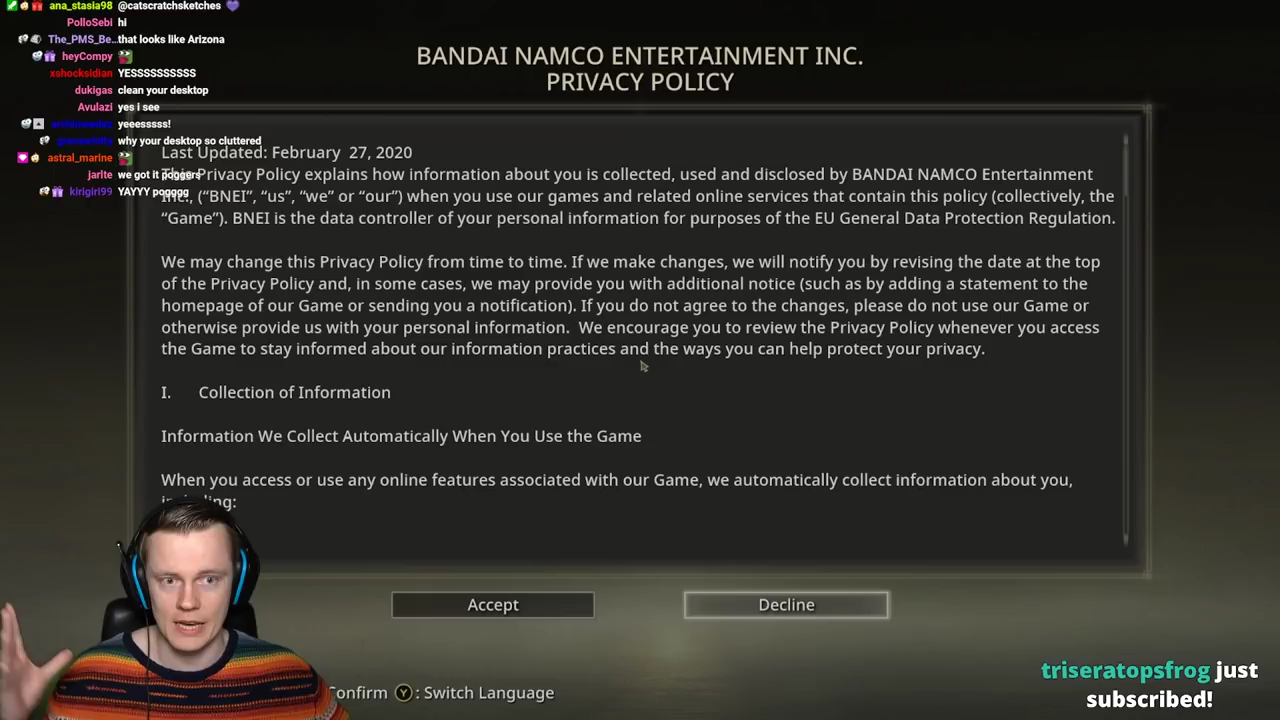 ana_stasia98 @catscratchsketches
PolloSebi hi
The_PMS_Be... that looks like Arizona
heyCompy
xshocksidian YESSSSSSSSS
dukigas clean your desktop
Avulazi yes i see
yeeesssss!
why your desktop so cluttered
astral_marine
jarlte we got it poggers
kirigiri99 YAYYY pogggg
BANDAI NAMCO ENTERTAINMENT INC.
PRIVACY POLICY
Last Updated: February 27, 2020
Privacy Policy explains how information about you is collected, used and disclosed by BANDAI NAMCO Entertainment
Inc., (“BNEI”, “us”, “we” or “our”) when you use our games and related online services that contain this policy (collectively, the
“Game”). BNEI is the data controller of your personal information for purposes of the EU General Data Protection Regulation.
We may change this Privacy Policy from time to time. If we make changes, we will notify you by revising the date at the top
of the Privacy Policy and, in some cases, we may provide you with additional notice (such as by adding a statement to the
homepage of our Game or sending you a notification). If you do not agree to the changes, please do not use our Game or
otherwise provide us with your personal information. We encourage you to review the Privacy Policy whenever you access
the Game to stay informed about our information practices and the ways you can help protect your privacy.
I. Collection of Information
Information We Collect Automatically When You Use the Game
When you access or use any online features associated with our Game, we automatically collect information about you,
including:
Accept
Decline
Confirm Y: Switch Language
triseratopsfrog just
subscribed!